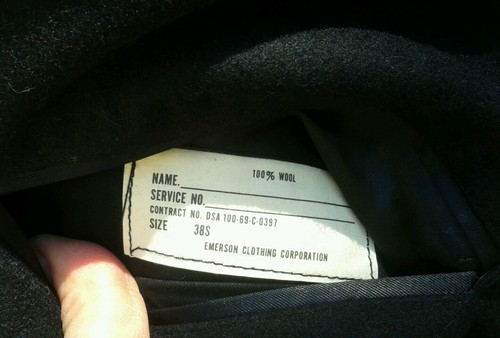 100% WOOL
NAME.
SERVICE NO.
CONTRACT NO. DSA 100-69-C-0397
SIZE 38S
EMERSON CLOTHING CORPORATION